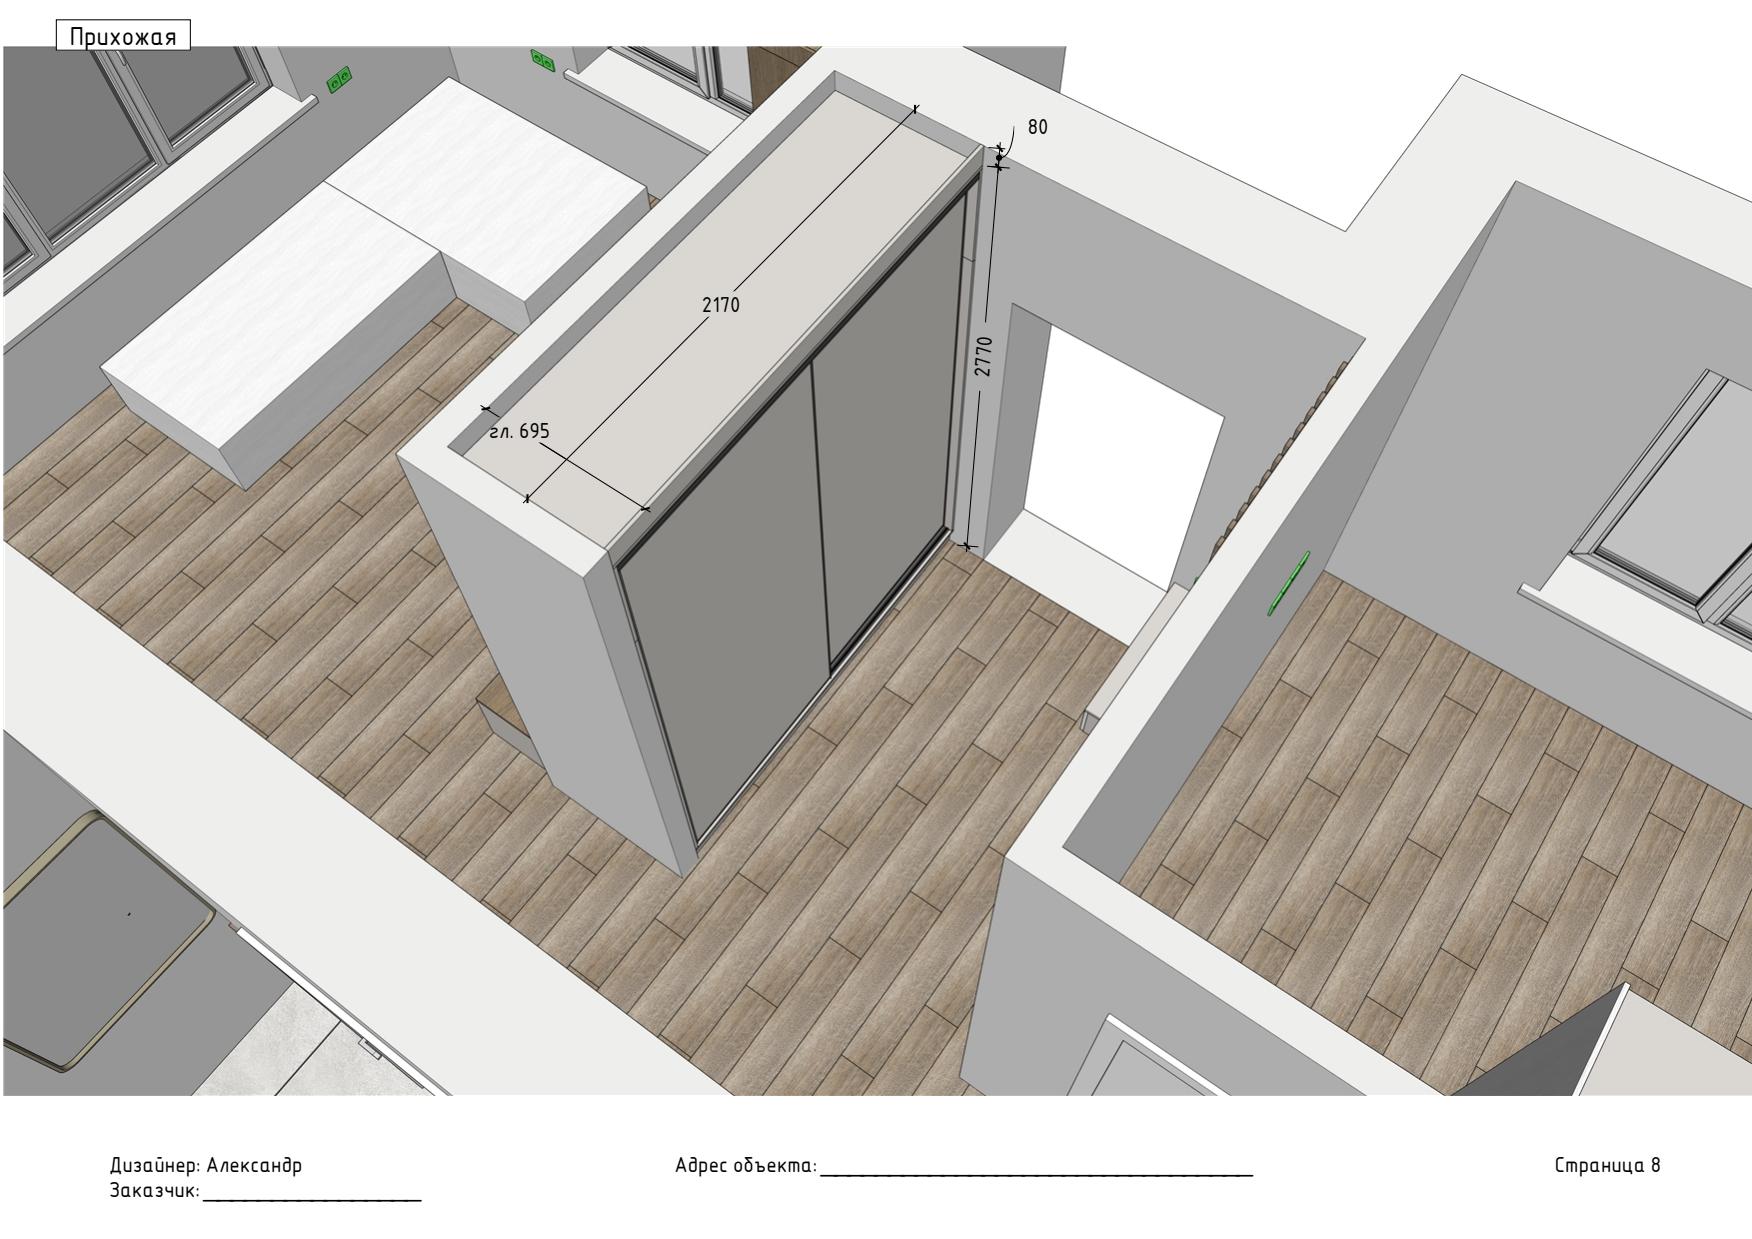 Прихожая
80
2170
2770
гл. 695
Дизайнер: Александр
Адрес объекта:
Страница 8
Заказчик: